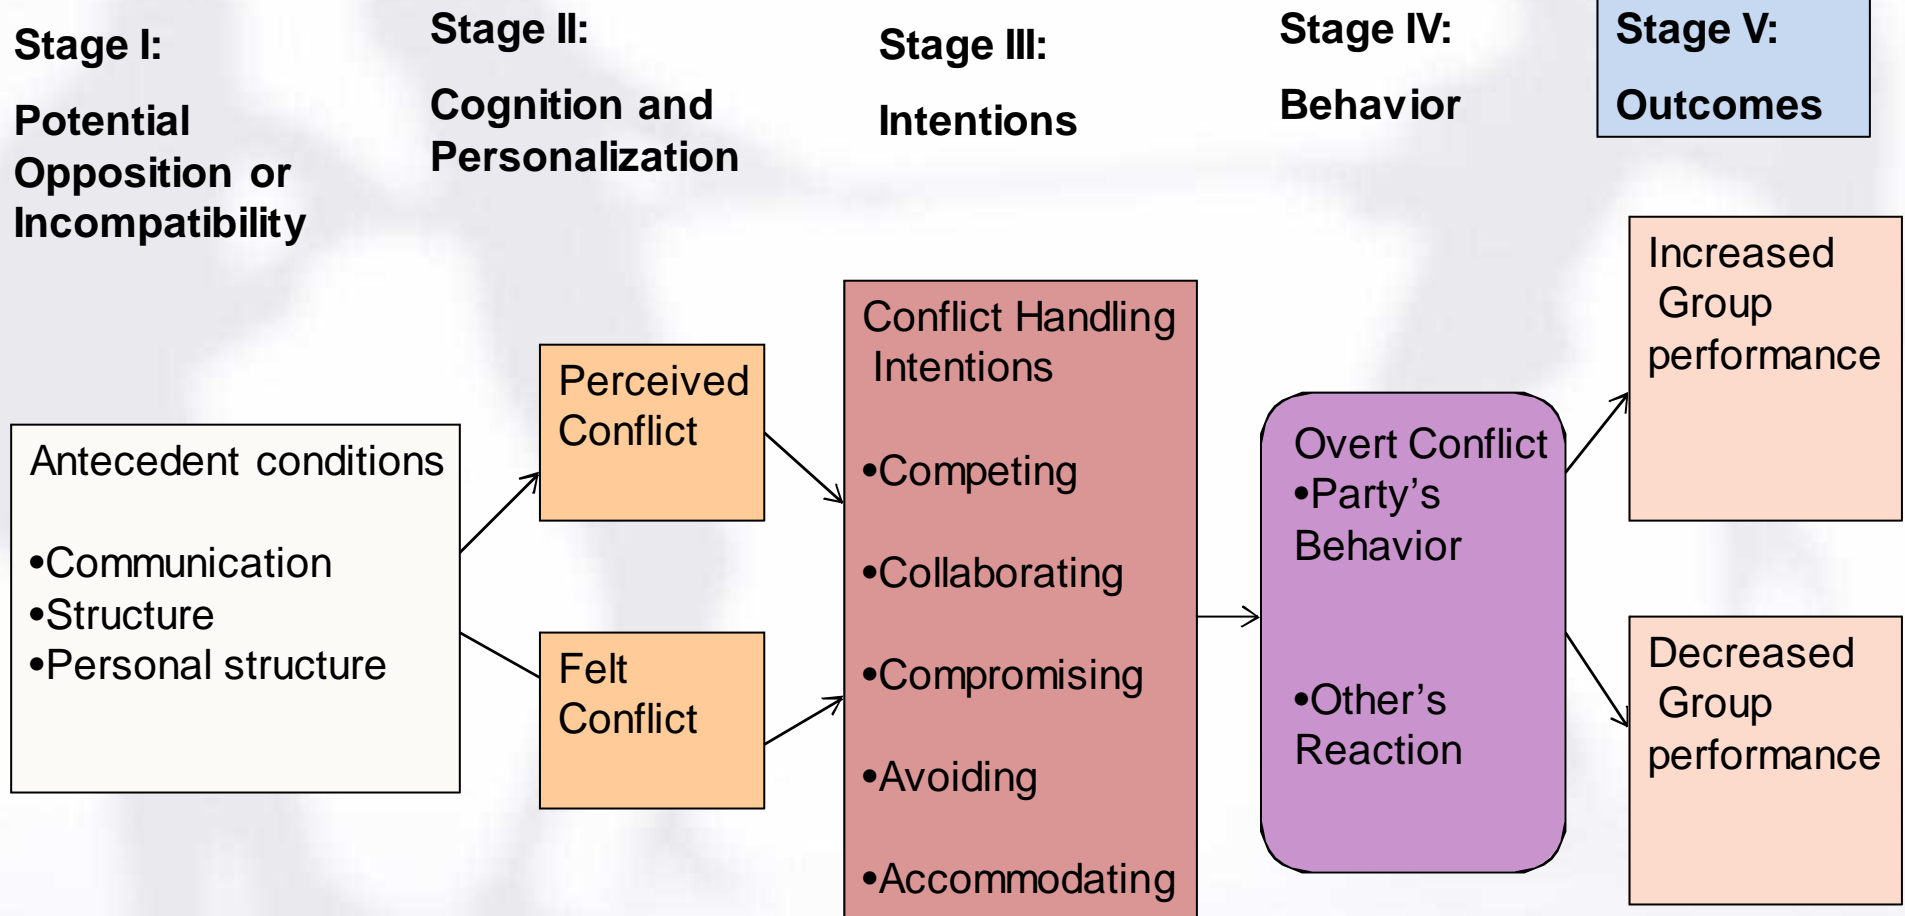 Stage I:
Potential
Opposition or
Incompatibility
Stage II:
Cognition and
Personalization
Stage III:
Intentions
Stage IV:
Behavior
Stage V:
Outcomes
Antecedent conditions
•Communication
•Structure
•Personal structure
Perceived
Conflict
Felt
Conflict
Conflict Handling
Intentions
•Competing
•Collaborating
•Compromising
•Avoiding
•Accommodating
Overt Conflict
•Party’s
Behavior
•Other’s
Reaction
Increased
Group
performance
Decreased
Group
performance